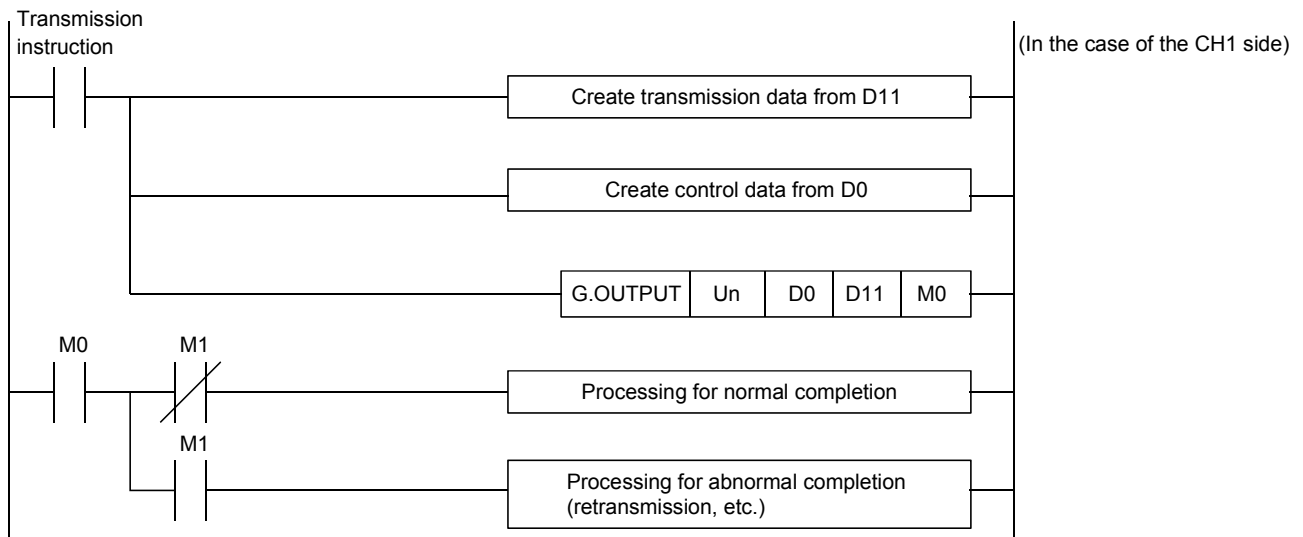 Transmission
instruction
(In the case of the CH1 side)
Create transmission data from D11
Create control data from D0
G.OUTPUT Un D0 D11 M0
M0 M1
Processing for normal completion
M1
Processing for abnormal completion
(retransmission, etc.)